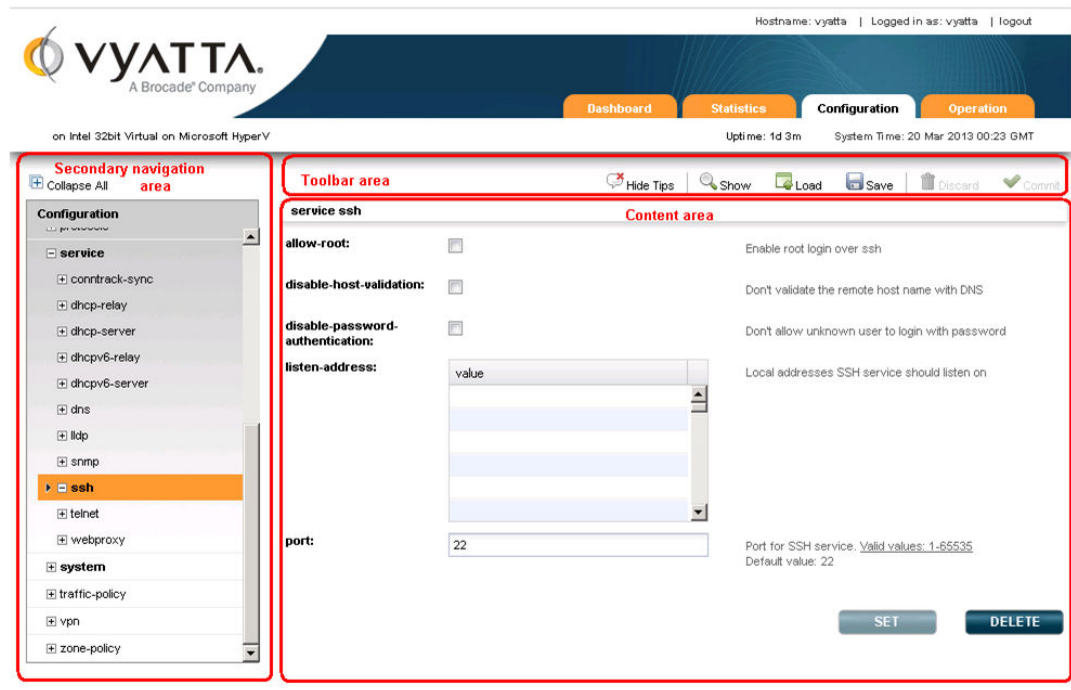 Hostname: vyatta | Logged in as: vyatta | logout
VYATTA.
A Brocade® Company
Dashboard Statistics Configuration Operation
on Intel 32bit Virtual on Microsoft HyperV
Uptime: 1d 3m System Time: 20 Mar 2013 00:23 GMT
Secondary navigation
area
Collapse All
Toolbar area
Hide Tips Show Load Save Discard Commit
Configuration
protocols
service
conntrack-sync
dhcp-relay
dhcp-server
dhcpv6-relay
dhcpv6-server
dns
lldp
snmp
ssh
telnet
webproxy
system
traffic-policy
vpn
zone-policy
service ssh
Content area
allow-root:
Enable root login over ssh
disable-host-validation:
Don't validate the remote host name with DNS
disable-password-
authentication:
Don't allow unknown user to login with password
listen-address:
value
Local addresses SSH service should listen on
port:
22
Port for SSH service. Valid values: 1-65535
Default value: 22
SET DELETE